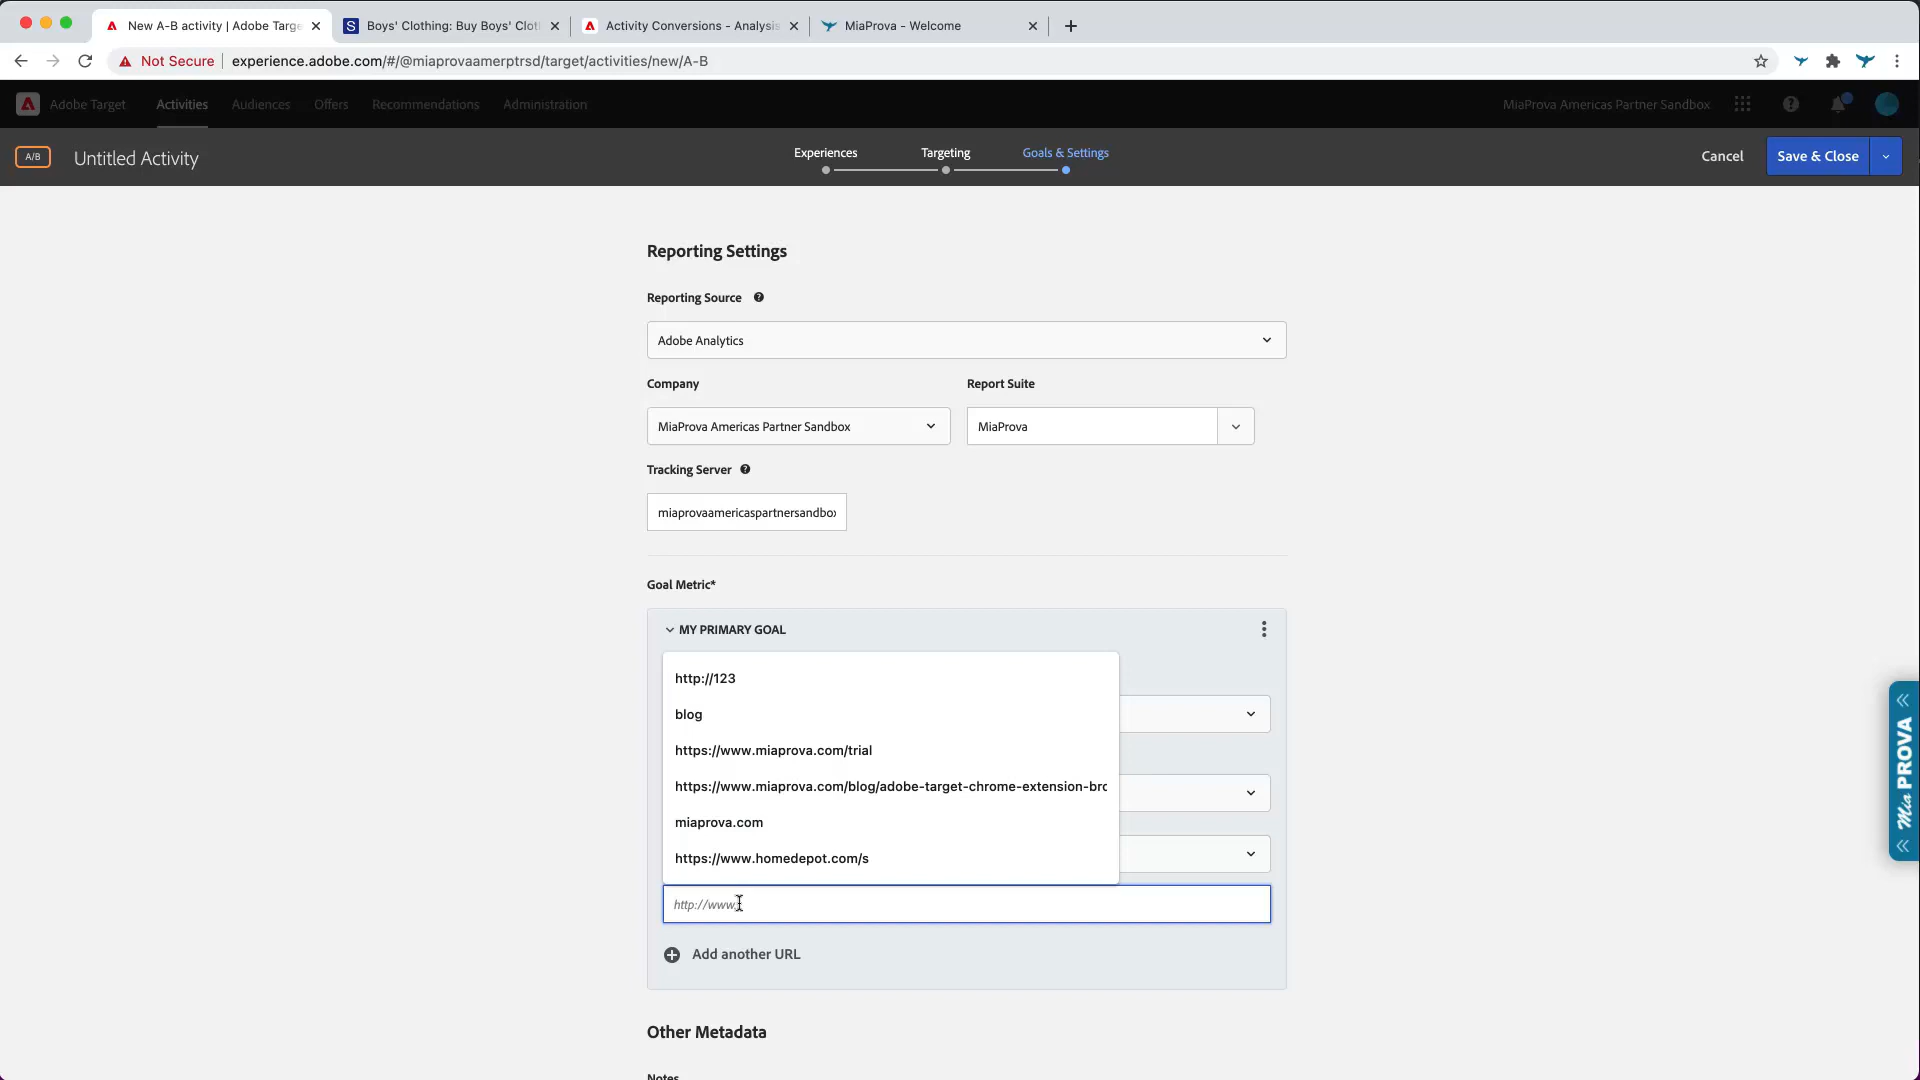 New A-B activity | Adobe Targe
Boys' Clothing: Buy Boys' Clot
Activity Conversions - Analysis
MiaProva - Welcome
Not Secure
experience.adobe.com/#/@miaprovaamerptrsd/target/activities/new/A-B
Adobe Target
Activities
Audiences
Offers
Recommendations
Administration
MiaProva Americas Partner Sandbox
A/B
Untitled Activity
Experiences
Targeting
Goals & Settings
Cancel
Save & Close
Reporting Settings
Reporting Source
Adobe Analytics
Company
Report Suite
MiaProva Americas Partner Sandbox
MiaProva
Tracking Server
miaprovaamericaspartnersandbox
Goal Metric*
MY PRIMARY GOAL
http://123
blog
https://www.miaprova.com/trial
https://www.miaprova.com/blog/adobe-target-chrome-extension-bro
miaprova.com
https://www.homedepot.com/s
http://www.
Add another URL
Other Metadata
Notes
Mia PROVA